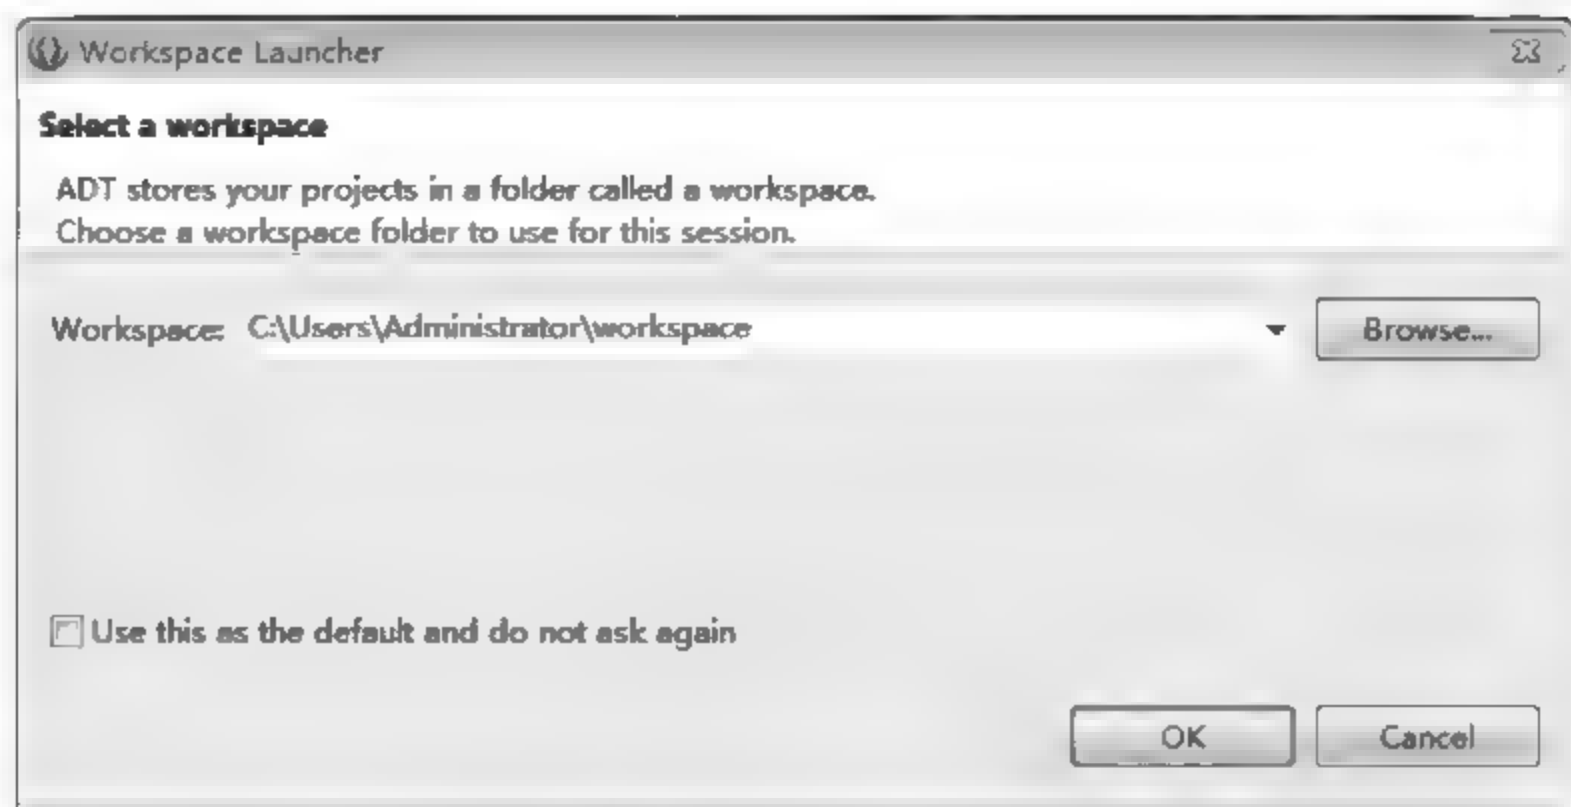 Workspace Launcher
Select a workspace
ADT stores your projects in a folder called a workspace.
Choose a workspace folder to use for this session.
Workspace: C:\Users\Administrator\workspace Browse...
Use this as the default and do not ask again
OK Cancel